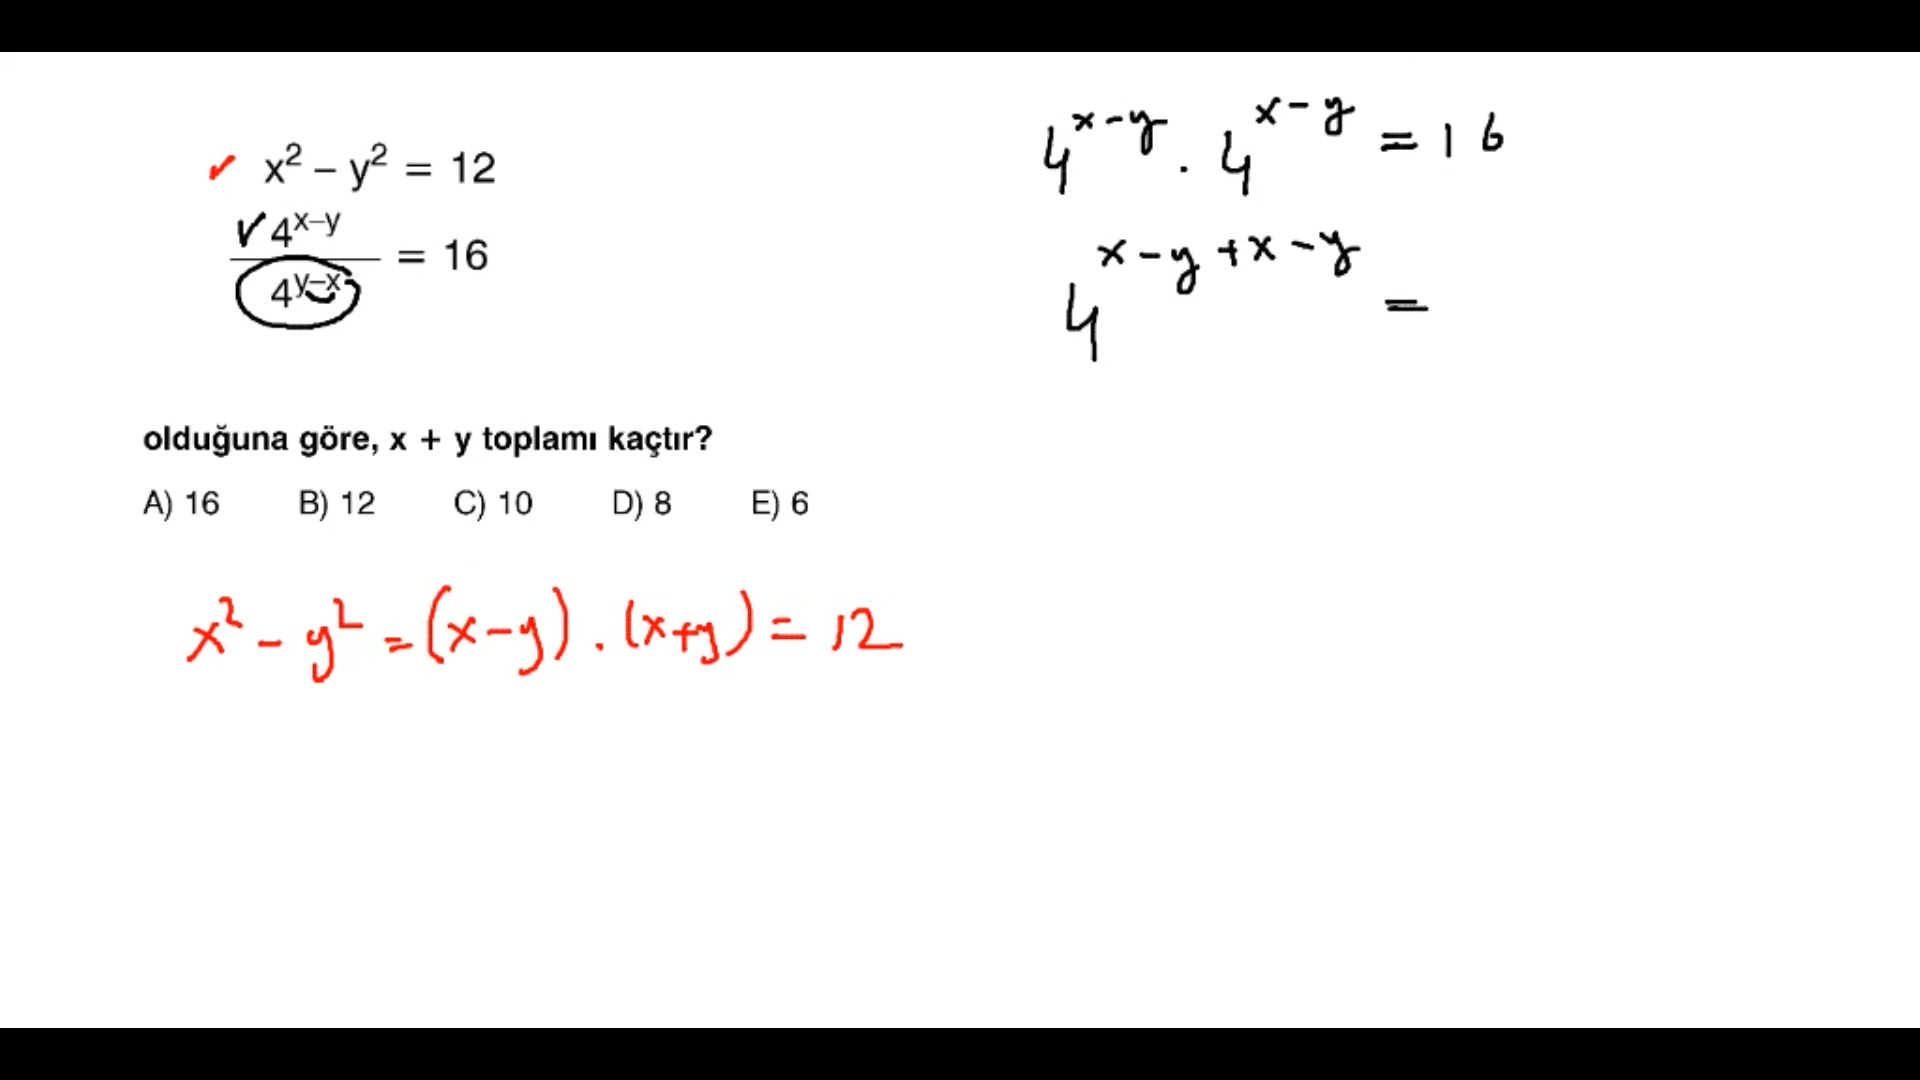 x² – y² = 12
4^(x–y) / 4^(y–x) = 16
olduğuna göre, x + y toplamı kaçtır?
A) 16 B) 12 C) 10 D) 8 E) 6
x² - y² = (x-y) . (x+y) = 12
4^(x-y) . 4^(x-y) = 16
4^(x-y+x-y) =